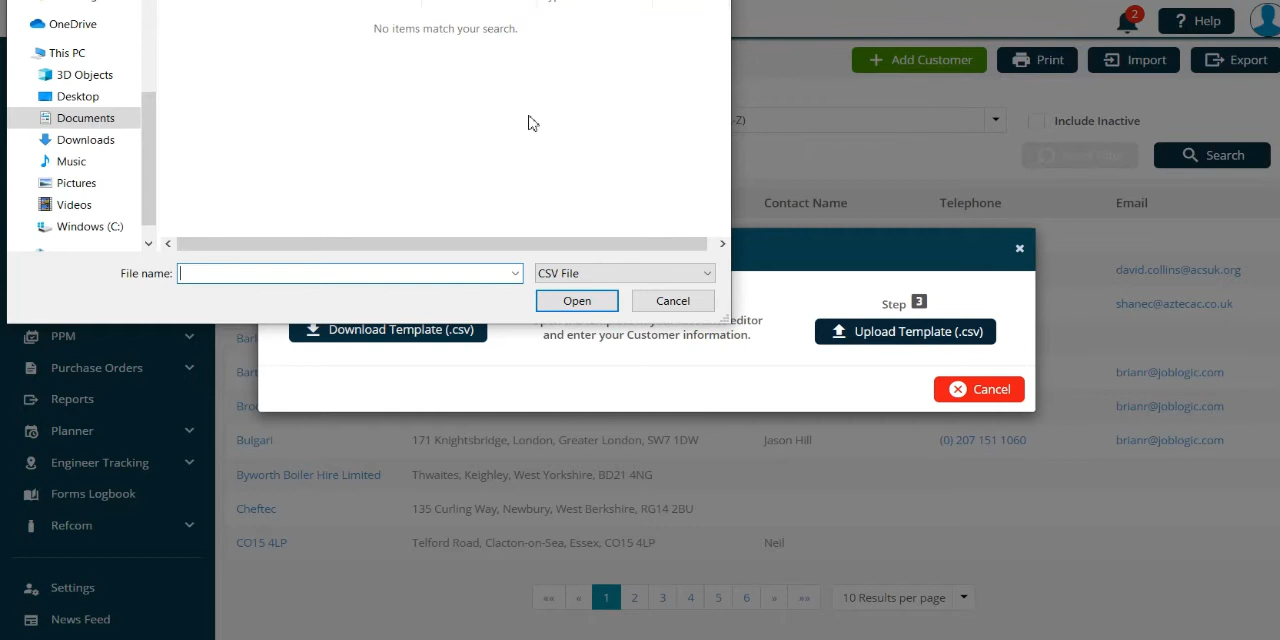 2
OneDrive
Help
No items match your search.
This PC
3D Objects
Desktop
Documents
Downloads
Music
Pictures
Videos
Windows (C:)
Add Customer
Print
Import
Export
-Z)
Include Inactive
Search
Contact Name
Telephone
Email
File name:
CSV File
Open
Cancel
×
david.collins@acsuk.org
shanec@aztecac.co.uk
Step 3
Download Template (.csv)
editor
and enter your Customer information.
Upload Template (.csv)
Cancel
PPM
Purchase Orders
Reports
Planner
Engineer Tracking
Forms Logbook
Refcom
Settings
News Feed
Barl
Bart
brianr@joblogic.com
Broo
brianr@joblogic.com
Bulgari
171 Knightsbridge, London, Greater London, SW7 1DW
Jason Hill
(0) 207 151 1060
brianr@joblogic.com
Byworth Boiler Hire Limited
Thwaites, Keighley, West Yorkshire, BD21 4NG
Cheftec
135 Curling Way, Newbury, West Berkshire, RG14 2BU
CO15 4LP
Telford Road, Clacton-on-Sea, Essex, CO15 4LP
Neil
«« « 1 2 3 4 5 6 » »»
10 Results per page